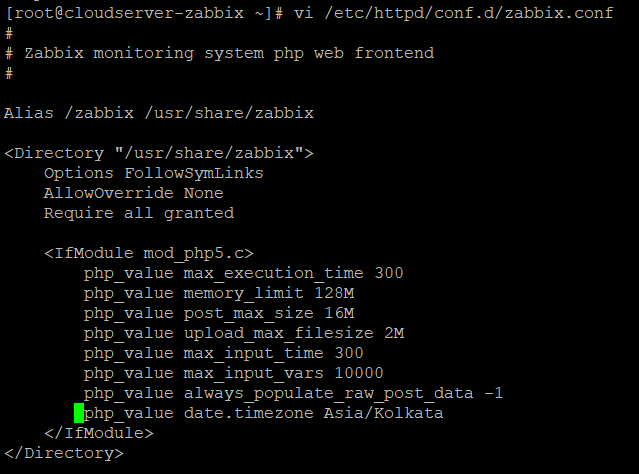 [root@cloudserver-zabbix ~]# vi /etc/httpd/conf.d/zabbix.conf
#
# Zabbix monitoring system php web frontend
#
Alias /zabbix /usr/share/zabbix
<Directory "/usr/share/zabbix">
    Options FollowSymLinks
    AllowOverride None
    Require all granted
    <IfModule mod_php5.c>
        php_value max_execution_time 300
        php_value memory_limit 128M
        php_value post_max_size 16M
        php_value upload_max_filesize 2M
        php_value max_input_time 300
        php_value max_input_vars 10000
        php_value always_populate_raw_post_data -1
        php_value date.timezone Asia/Kolkata
    </IfModule>
</Directory>